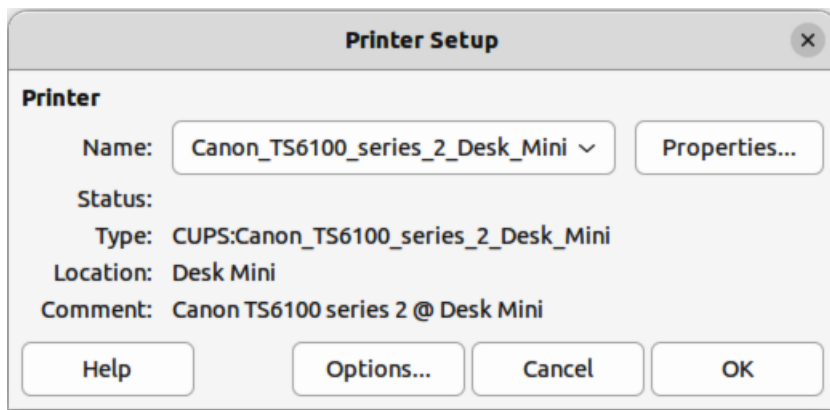 Printer Setup
Printer
Name: Canon_TS6100_series_2_Desk_Mini Properties...
Status:
Type: CUPS:Canon_TS6100_series_2_Desk_Mini
Location: Desk Mini
Comment: Canon TS6100 series 2 @ Desk Mini
Help Options... Cancel OK